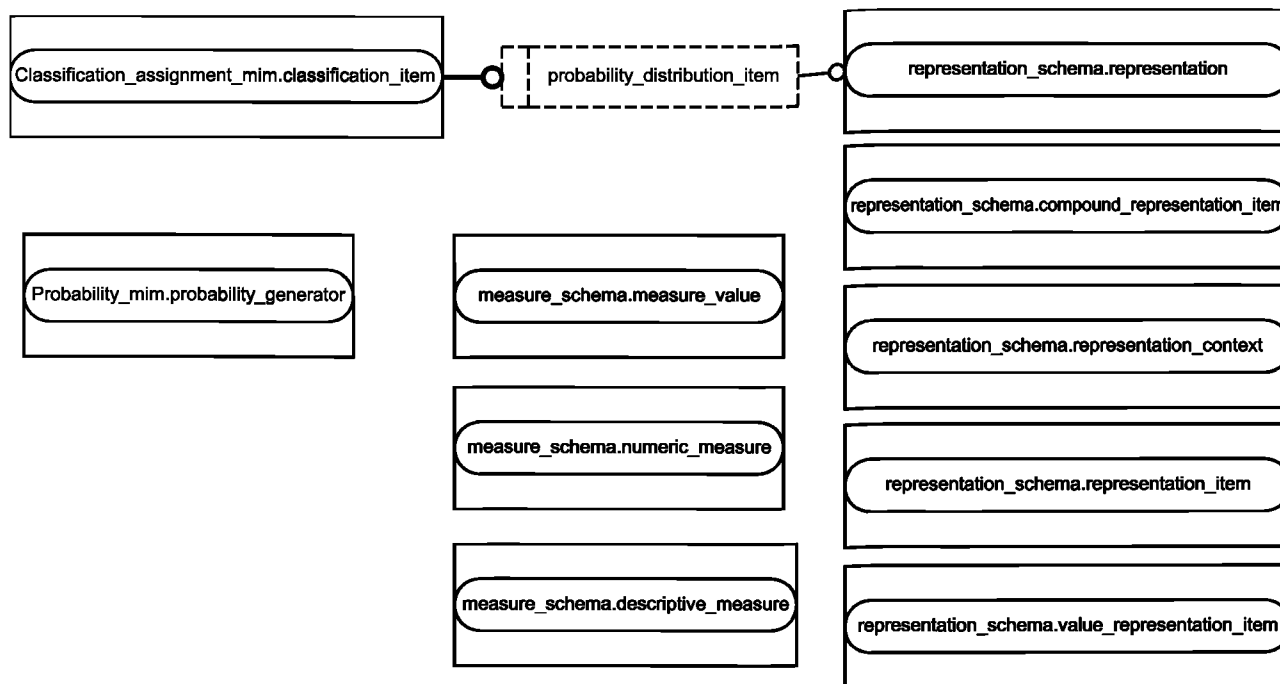 Classification_assignment_mim.classification_item
probability_distribution_item
representation_schema.representation
representation_schema.compound_representation_item
Probability_mim.probability_generator
measure_schema.measure_value
representation_schema.representation_context
measure_schema.numeric_measure
representation_schema.representation_item
measure_schema.descriptive_measure
representation_schema.value_representation_item